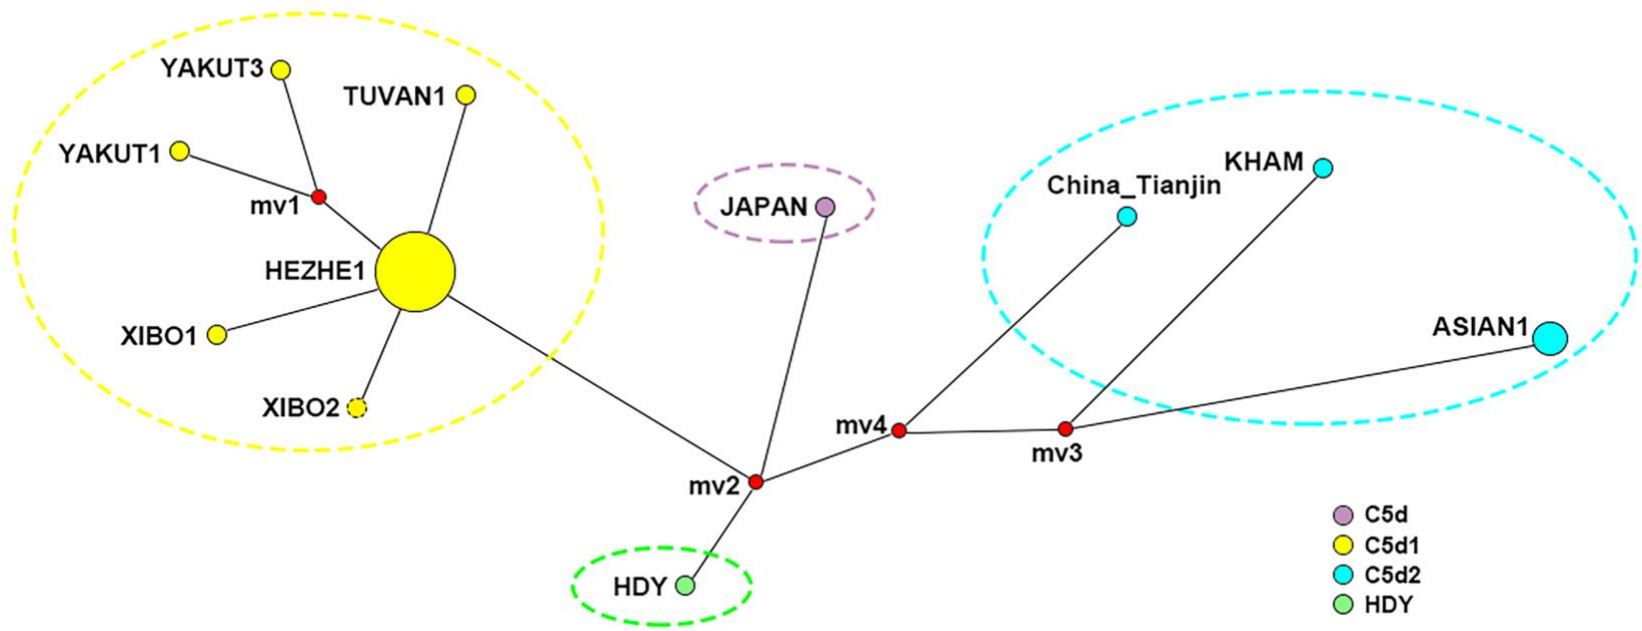 YAKUT3
TUVAN1
YAKUT1
mv1
HEZHE1
XIBO1
XIBO2
JAPAN
China_Tianjin
KHAM
ASIAN1
mv4
mv3
mv2
HDY
C5d
C5d1
C5d2
HDY